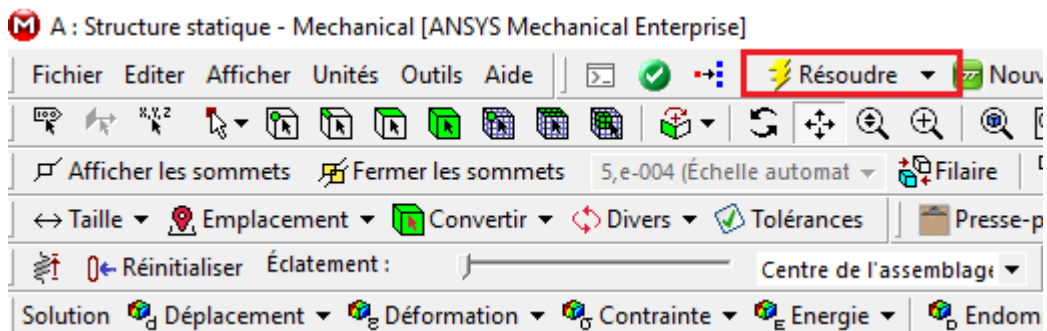 A : Structure statique - Mechanical [ANSYS Mechanical Enterprise]
Fichier Editer Afficher Unités Outils Aide Résoudre
X,Y,Z
Afficher les sommets Fermer les sommets 5,e-004 (Échelle automat Filaire
Taille Emplacement Convertir Divers Tolérances
Réinitialiser Éclatement : Centre de l'assemblage
Solution Déplacement Déformation Contrainte Energie